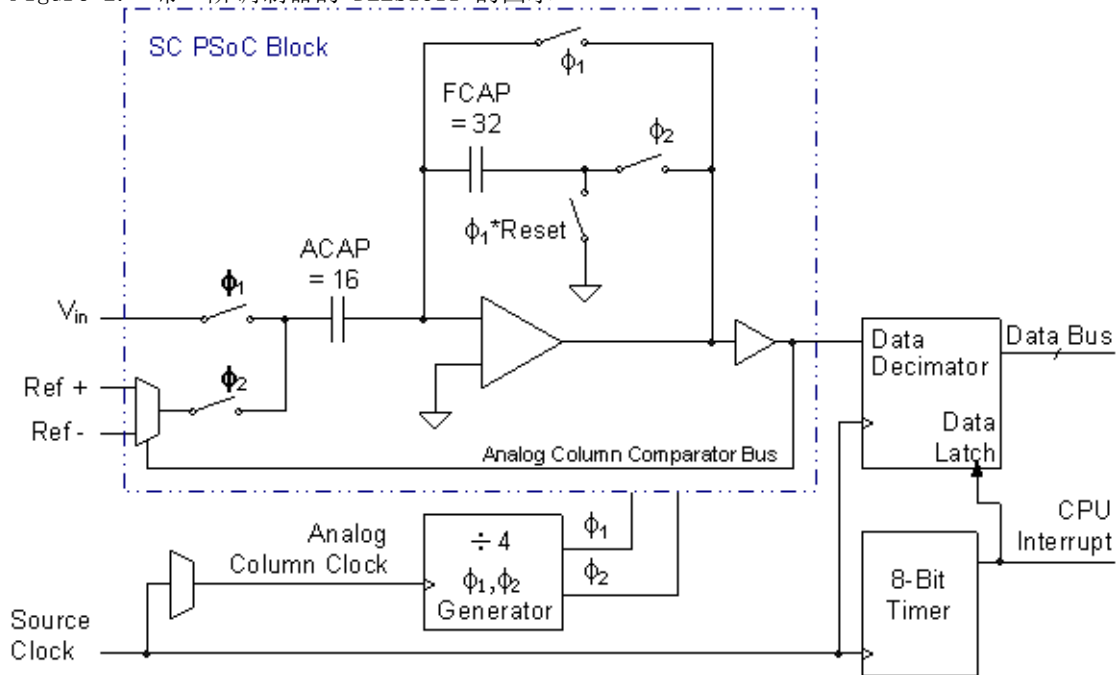 SC PSoC Block
ϕ1
FCAP
= 32
ϕ2
ϕ1*Reset
ACAP
= 16
ϕ1
Vin
ϕ2
Ref +
Ref -
Data
Decimator
Data
Latch
Data Bus
Analog Column Comparator Bus
CPU
Interrupt
Analog
Column Clock
÷ 4
ϕ1,ϕ2
Generator
ϕ1
ϕ2
8-Bit
Timer
Source
Clock